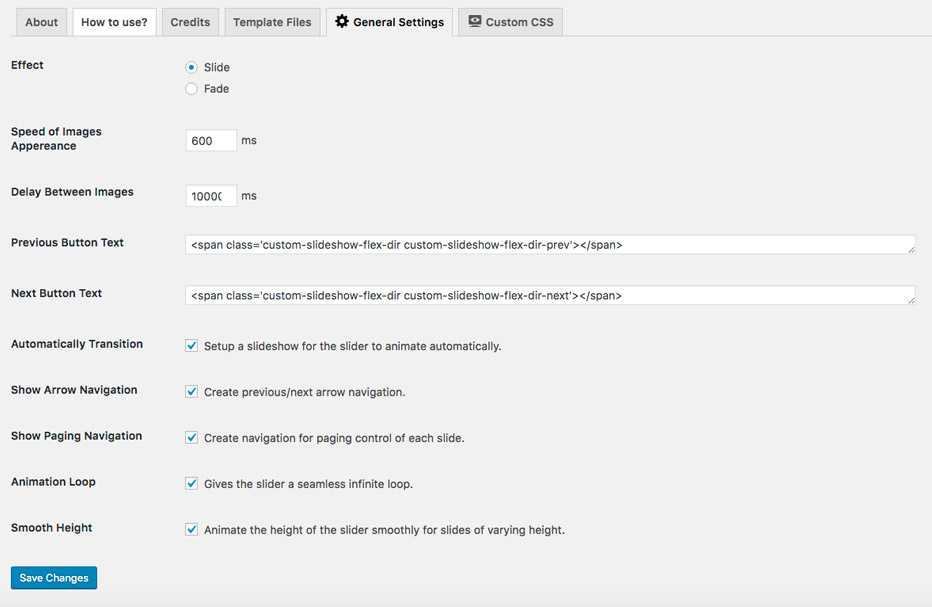 About
How to use?
Credits
Template Files
General Settings
Custom CSS
Effect
Slide
Fade
Speed of Images
Appereance
600 ms
Delay Between Images
1000 ms
Previous Button Text
<span class='custom-slideshow-flex-dir custom-slideshow-flex-dir-prev'></span>
Next Button Text
<span class='custom-slideshow-flex-dir custom-slideshow-flex-dir-next'></span>
Automatically Transition
Setup a slideshow for the slider to animate automatically.
Show Arrow Navigation
Create previous/next arrow navigation.
Show Paging Navigation
Create navigation for paging control of each slide.
Animation Loop
Gives the slider a seamless infinite loop.
Smooth Height
Animate the height of the slider smoothly for slides of varying height.
Save Changes